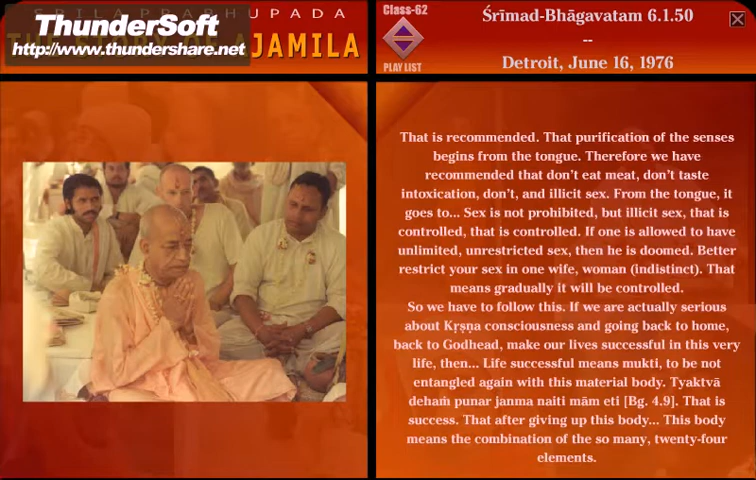 SRILA PRABHUPADA
ThunderSoft
http://www.thundershare.net
THE STORY OF AJAMILA
Class-62
PLAY LIST
Śrīmad-Bhāgavatam 6.1.50
--
Detroit, June 16, 1976
That is recommended. That purification of the senses
begins from the tongue. Therefore we have
recommended that don't eat meat, don't taste
intoxication, don't, and illicit sex. From the tongue, it
goes to... Sex is not prohibited, but illicit sex, that is
controlled, that is controlled. If one is allowed to have
unlimited, unrestricted sex, then he is doomed. Better
restrict your sex in one wife, woman (indistinct). That
means gradually it will be controlled.
So we have to follow this. If we are actually serious
about Kṛṣṇa consciousness and going back to home,
back to Godhead, make our lives successful in this very
life, then... Life successful means mukti, to be not
entangled again with this material body. Tyaktvā
dehaṁ punar janma naiti mām eti [Bg. 4.9]. That is
success. That after giving up this body... This body
means the combination of the so many, twenty-four
elements.